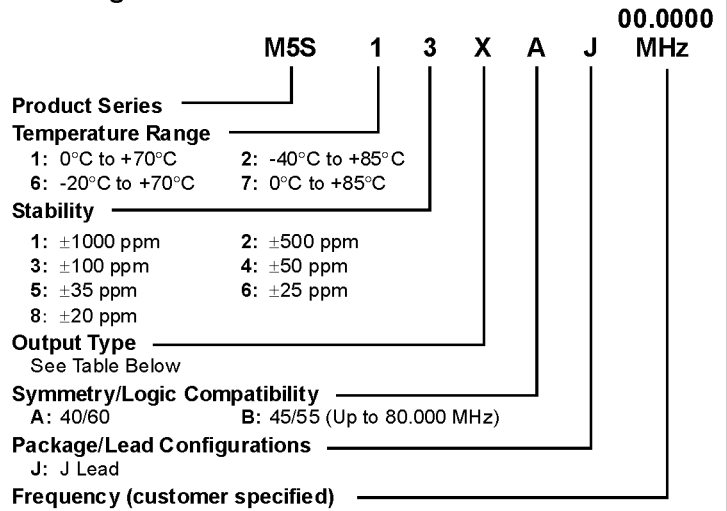 00.0000
M5S 1 3 X A J MHz
Product Series
Temperature Range
1: 0°C to +70°C 2: -40°C to +85°C
6: -20°C to +70°C 7: 0°C to +85°C
Stability
1: ±1000 ppm 2: ±500 ppm
3: ±100 ppm 4: ±50 ppm
5: ±35 ppm 6: ±25 ppm
8: ±20 ppm
Output Type
See Table Below
Symmetry/Logic Compatibility
A: 40/60 B: 45/55 (Up to 80.000 MHz)
Package/Lead Configurations
J: J Lead
Frequency (customer specified)